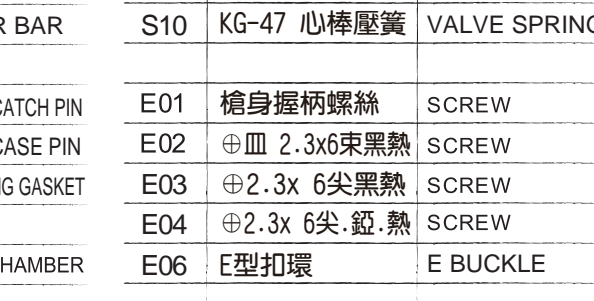 R BAR S10 KG-47 心棒壓簧 VALVE SPRING
CATCH PIN E01 槍身握柄螺絲 SCREW
CASE PIN E02 ⊕皿 2.3x6束黑熱 SCREW
G GASKET E03 ⊕2.3x 6尖黑熱 SCREW
E04 ⊕2.3x 6尖.錏.熱 SCREW
HAMBER E06 E型扣環 E BUCKLE